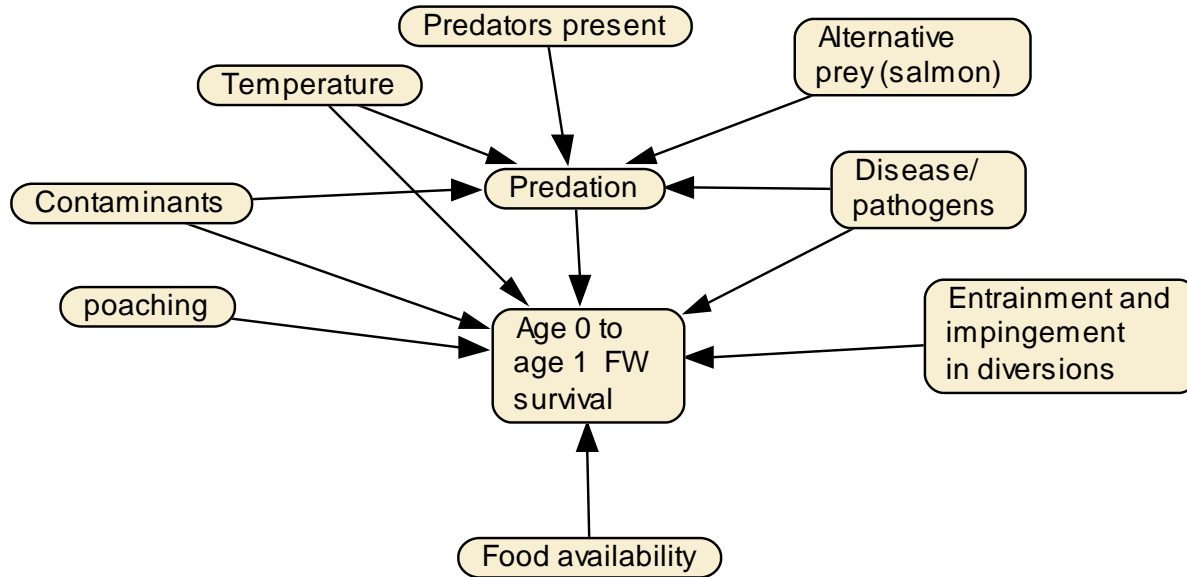 Predators present
Alternative
prey (salmon)
Temperature
Predation
Disease/
pathogens
Contaminants
poaching
Age 0 to
age 1 FW
survival
Entrainment and
impingement
in diversions
Food availability